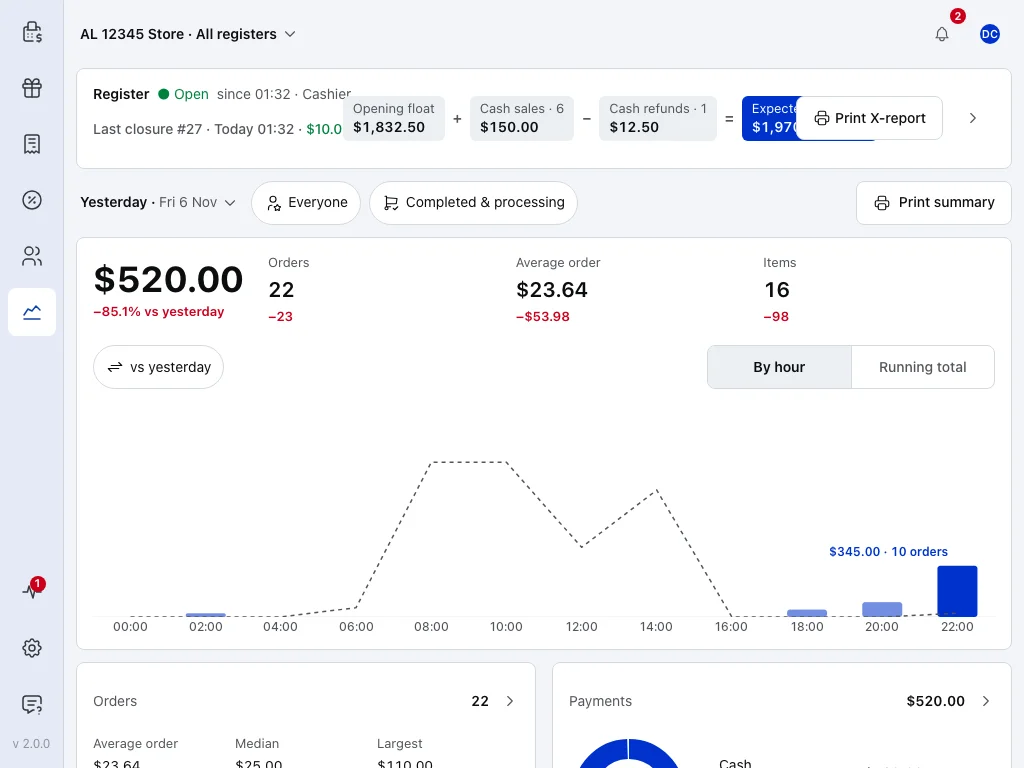 AL 12345 Store · All registers
2
DC
Register Open since 01:32 · Cashier
Last closure #27 · Today 01:32 · $10.0
Opening float
$1,832.50
+
Cash sales · 6
$150.00
−
Cash refunds · 1
$12.50
=
$1,970
Print X-report
Yesterday · Fri 6 Nov
Everyone
Completed & processing
Print summary
$520.00
−85.1% vs yesterday
Orders
22
−23
Average order
$23.64
−$53.98
Items
16
−98
vs yesterday
By hour
Running total
$345.00 · 10 orders
00:00 02:00 04:00 06:00 08:00 10:00 12:00 14:00 16:00 18:00 20:00 22:00
1
v 2.0.0
Orders 22
Average order Median Largest
$23.64 $25.00 $110.00
Payments $520.00
Cash